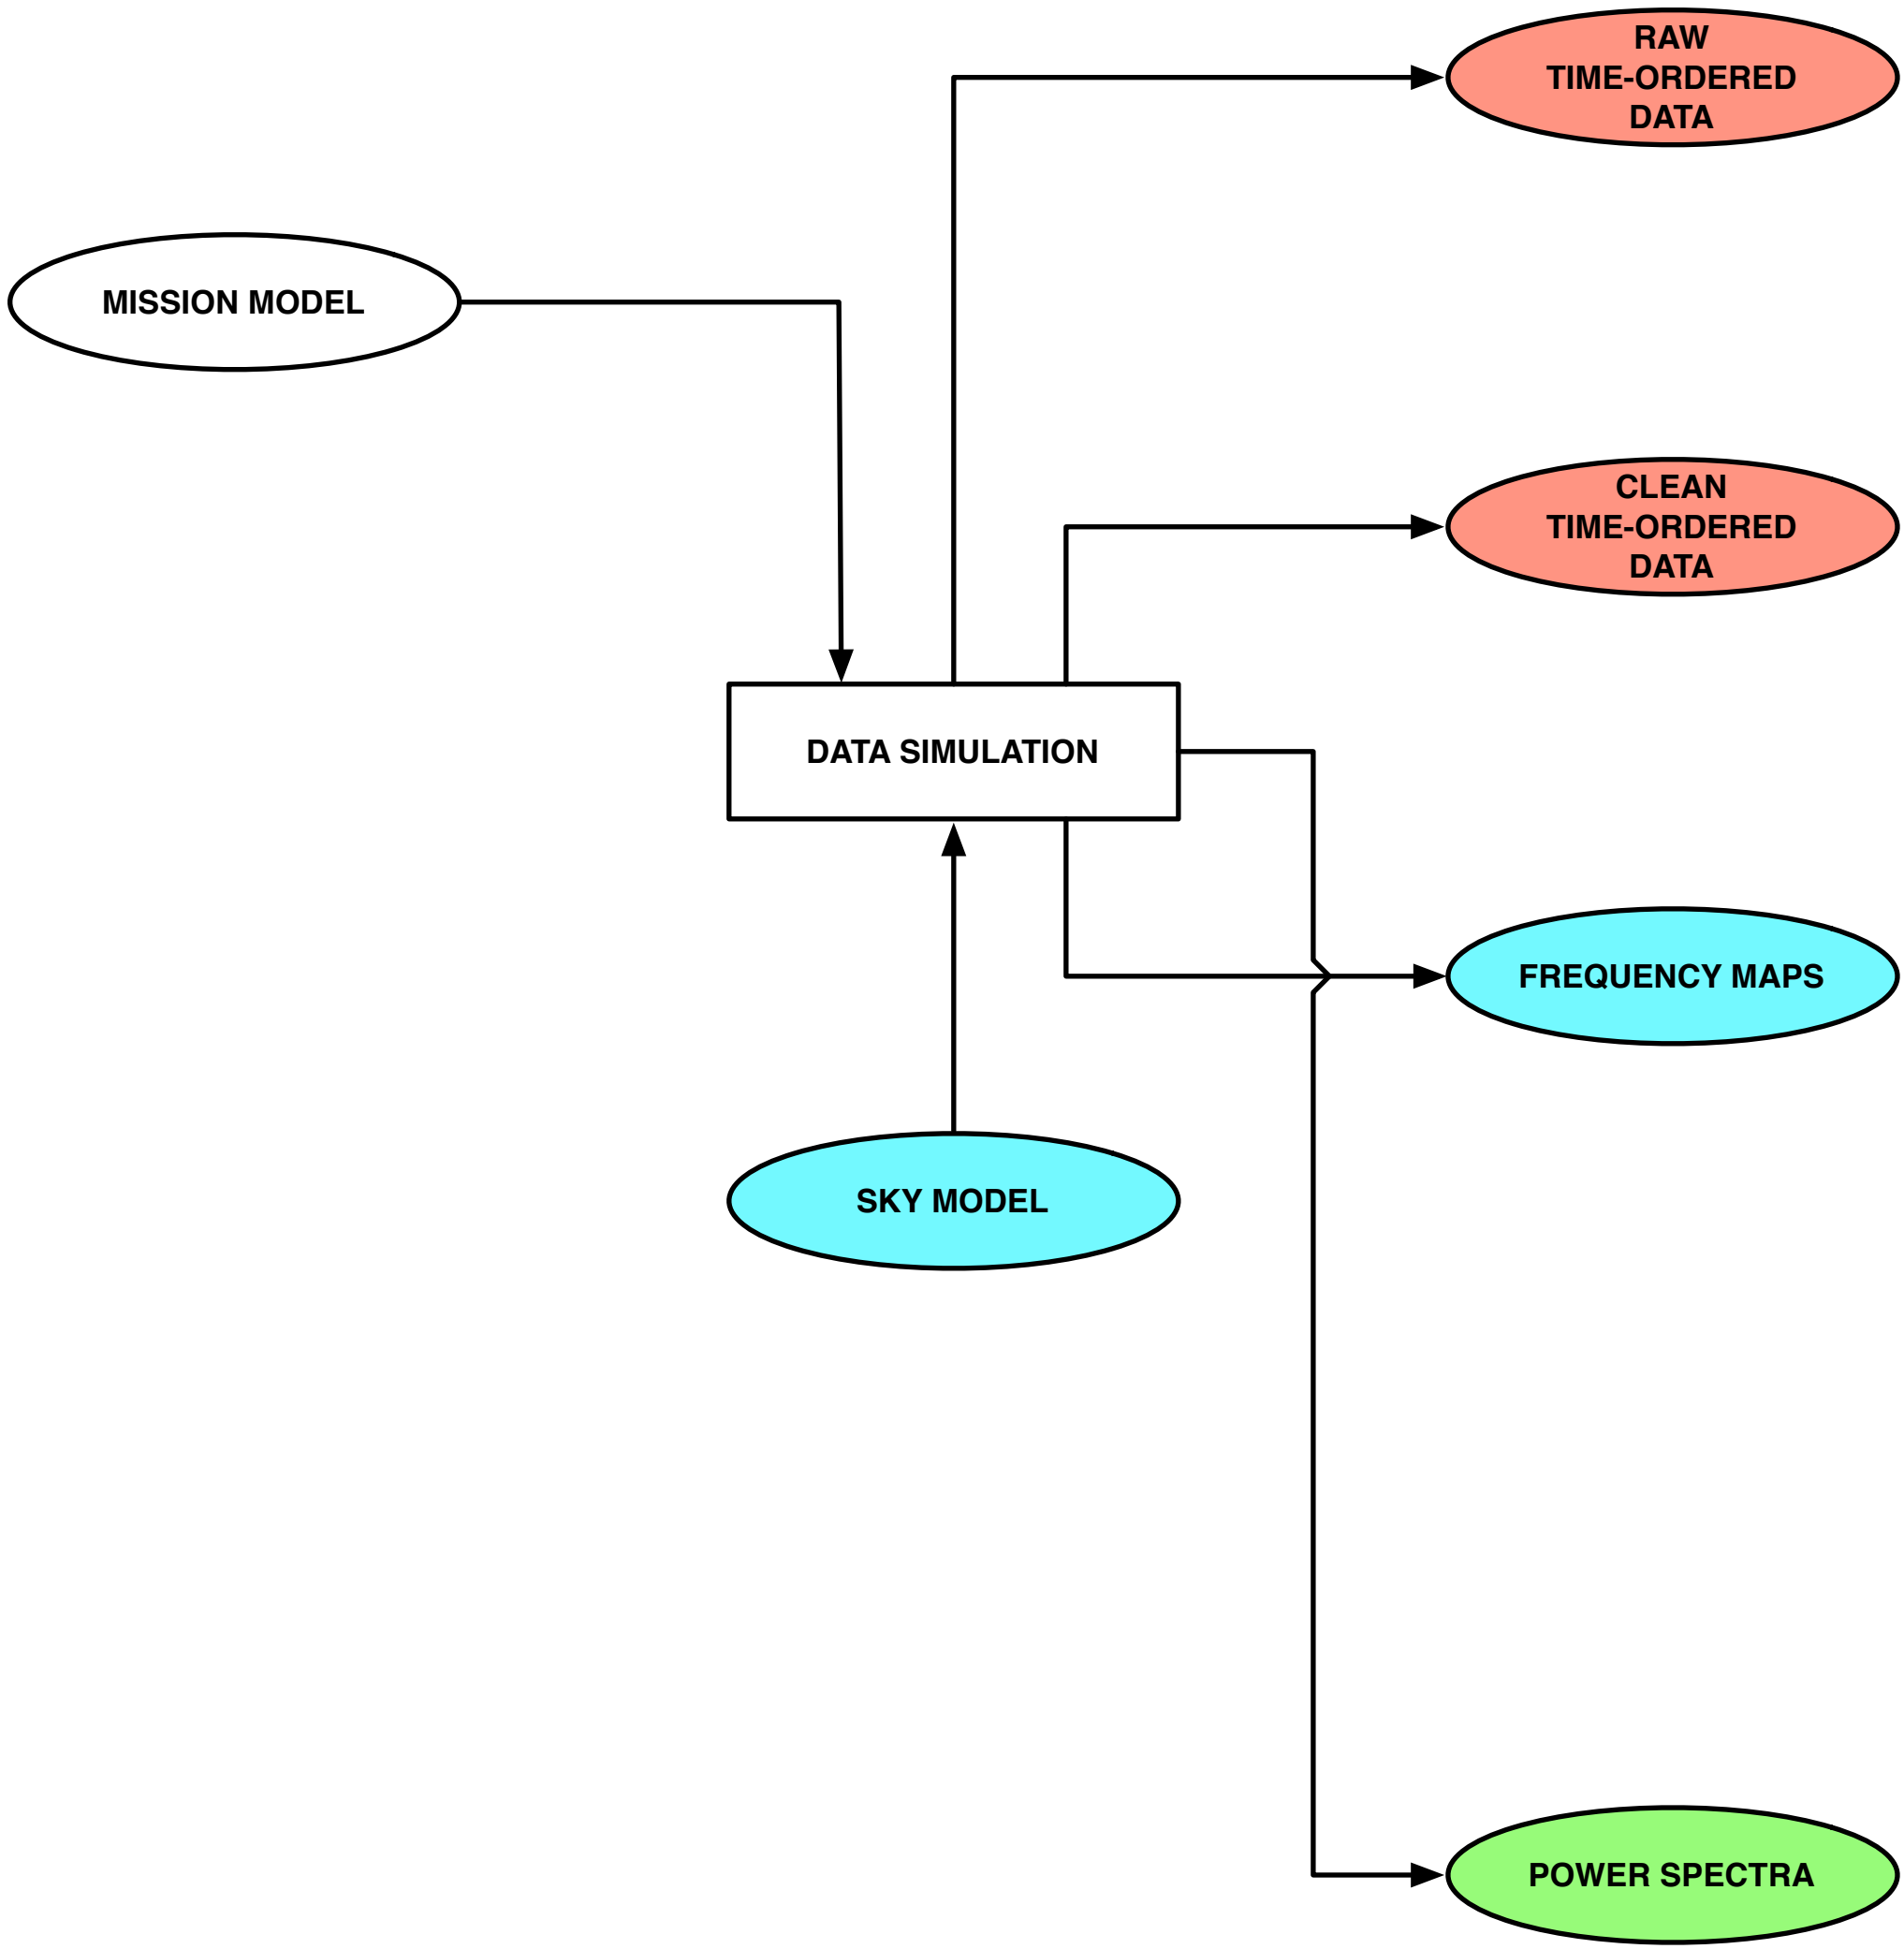 RAW
TIME-ORDERED
DATA
MISSION MODEL
CLEAN
TIME-ORDERED
DATA
DATA SIMULATION
FREQUENCY MAPS
SKY MODEL
POWER SPECTRA